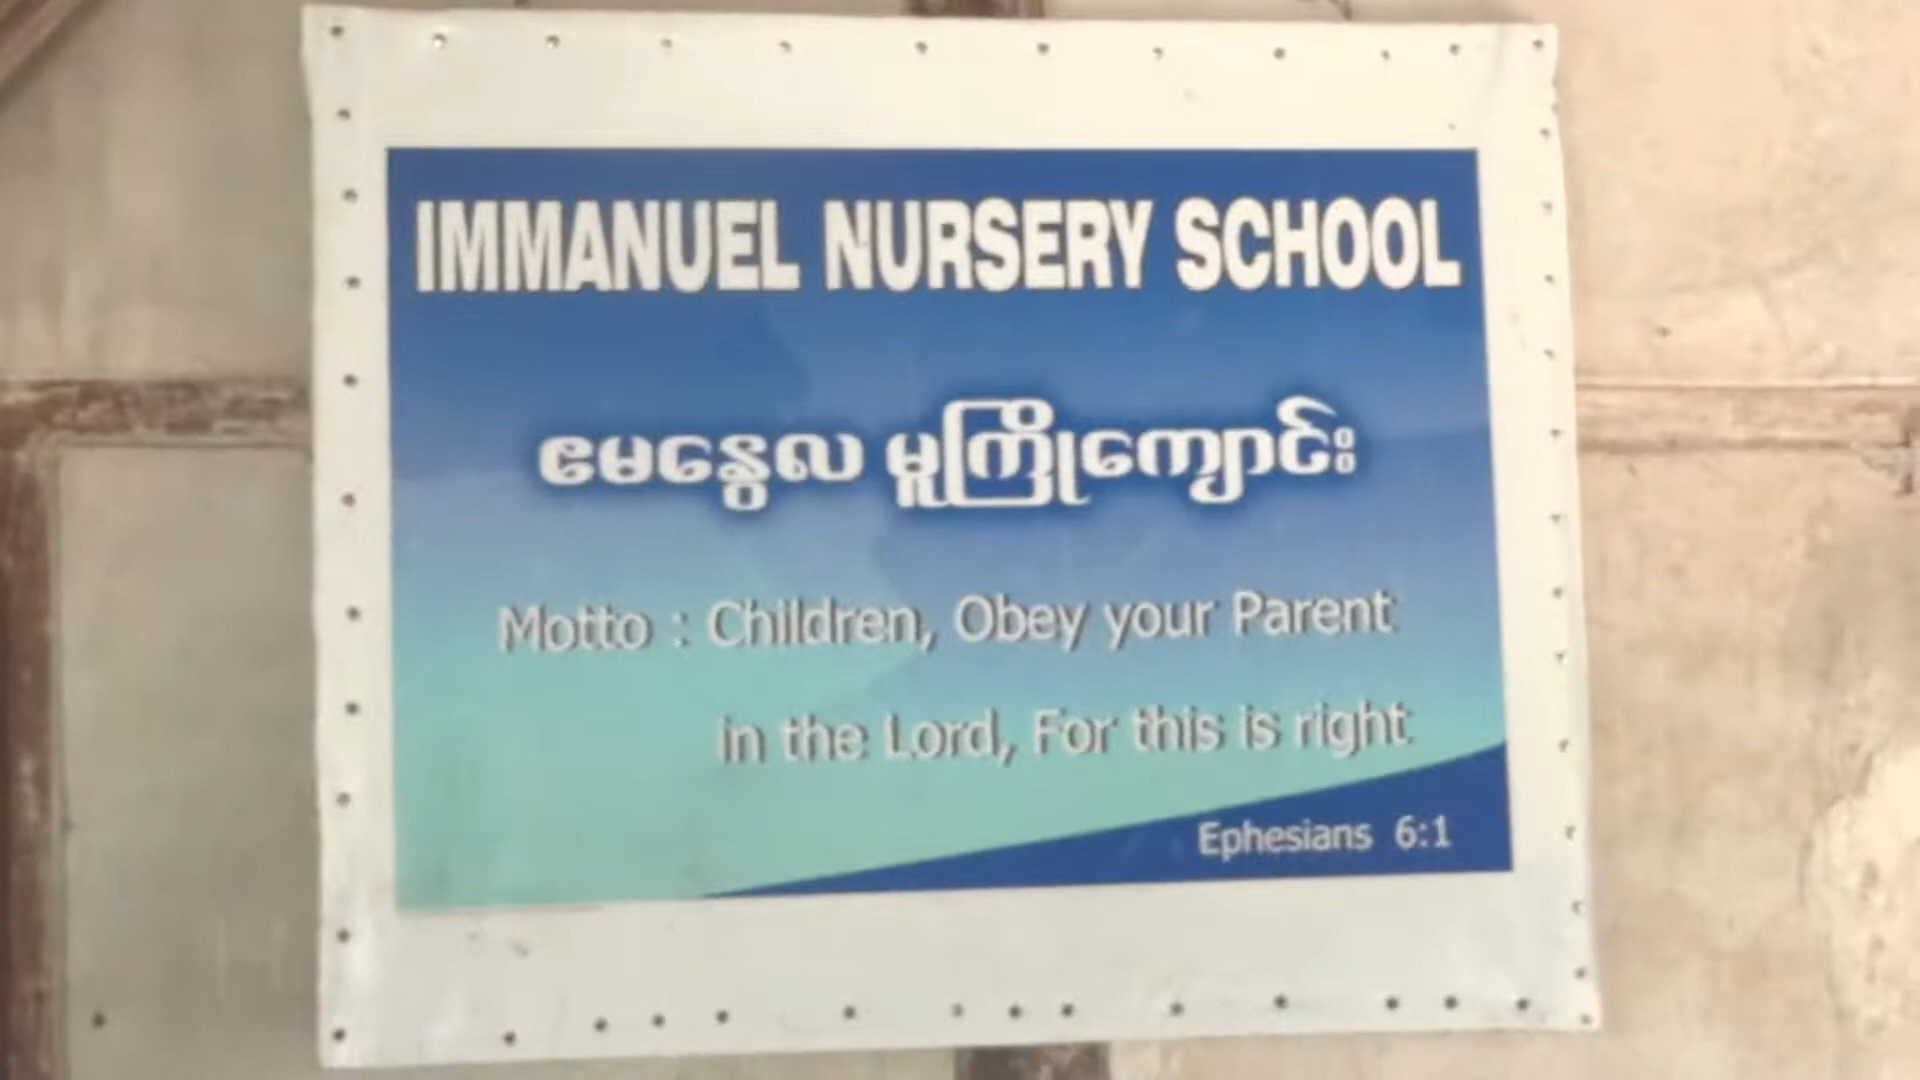 IMMANUEL NURSERY SCHOOL
ဧမနွေလ မူကြိုကျောင်း
Motto : Children, Obey your Parent
in the Lord, For this is right
Ephesians 6:1